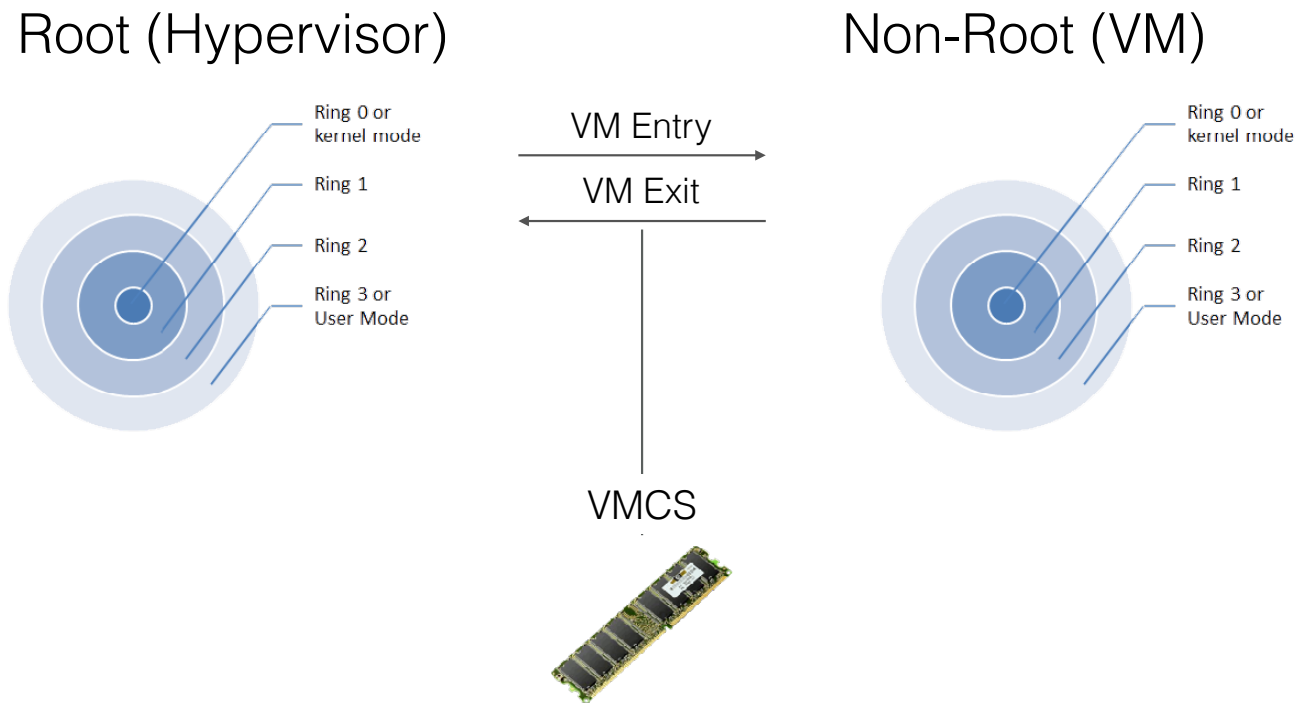 Root (Hypervisor)
Non-Root (VM)
Ring 0 or
kernel mode
Ring 1
Ring 2
Ring 3 or
User Mode
VM Entry
VM Exit
Ring 0 or
kernel mode
Ring 1
Ring 2
Ring 3 or
User Mode
VMCS